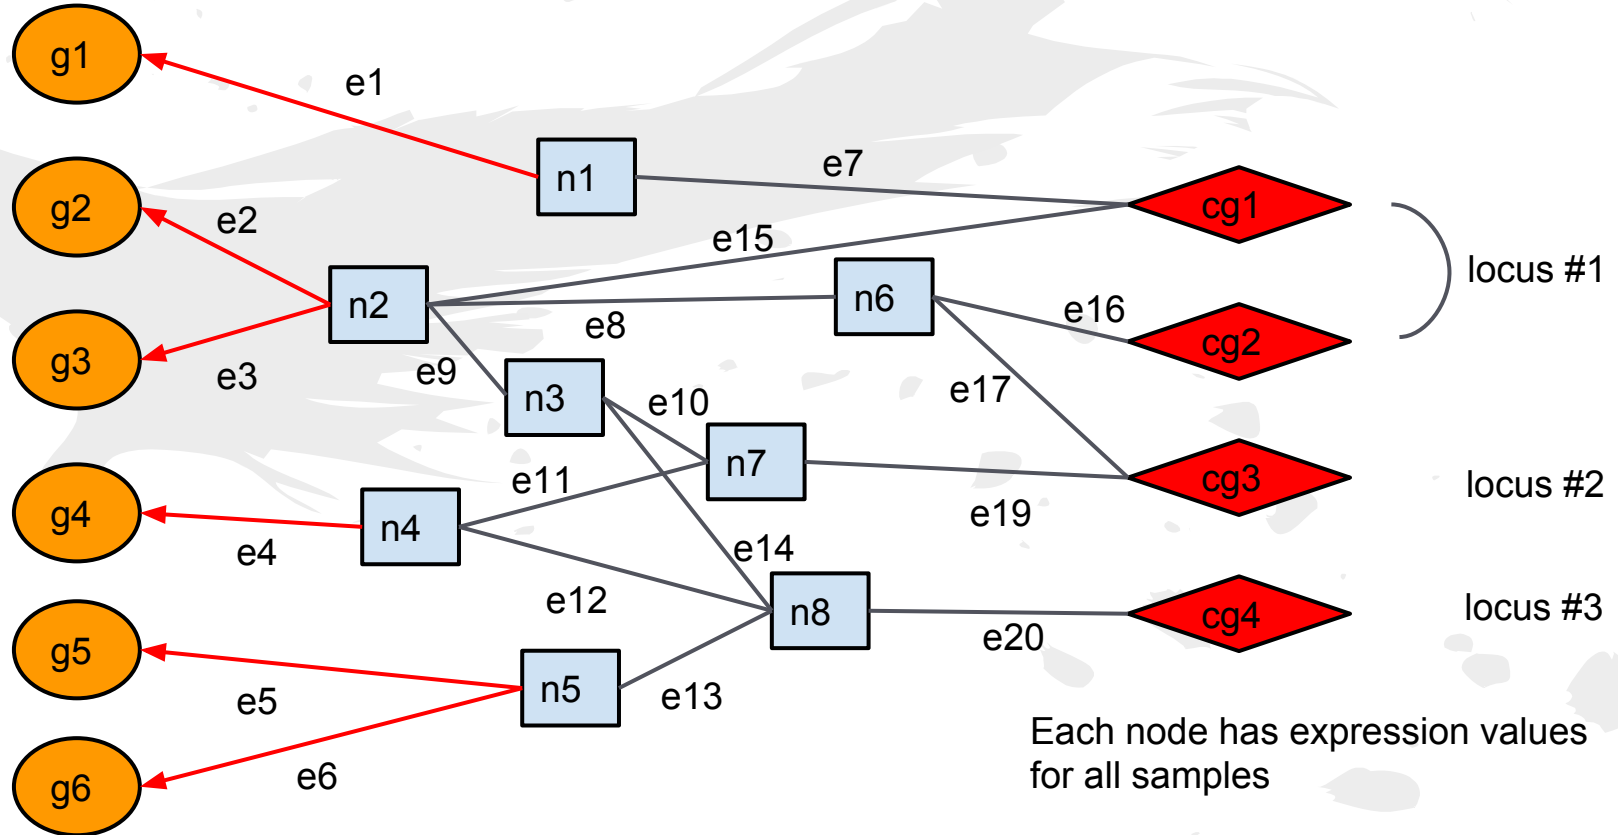 g1
e1
n1
e7
cg1
g2
e2
e15
locus #1
n2
n6
e16
cg2
e8
g3
e3
e9
n3
e10
e17
n7
cg3
locus #2
e11
e19
g4
e4
n4
e14
e12
n8
e20
cg4
locus #3
g5
e5
n5
e13
g6
e6
Each node has expression values
for all samples